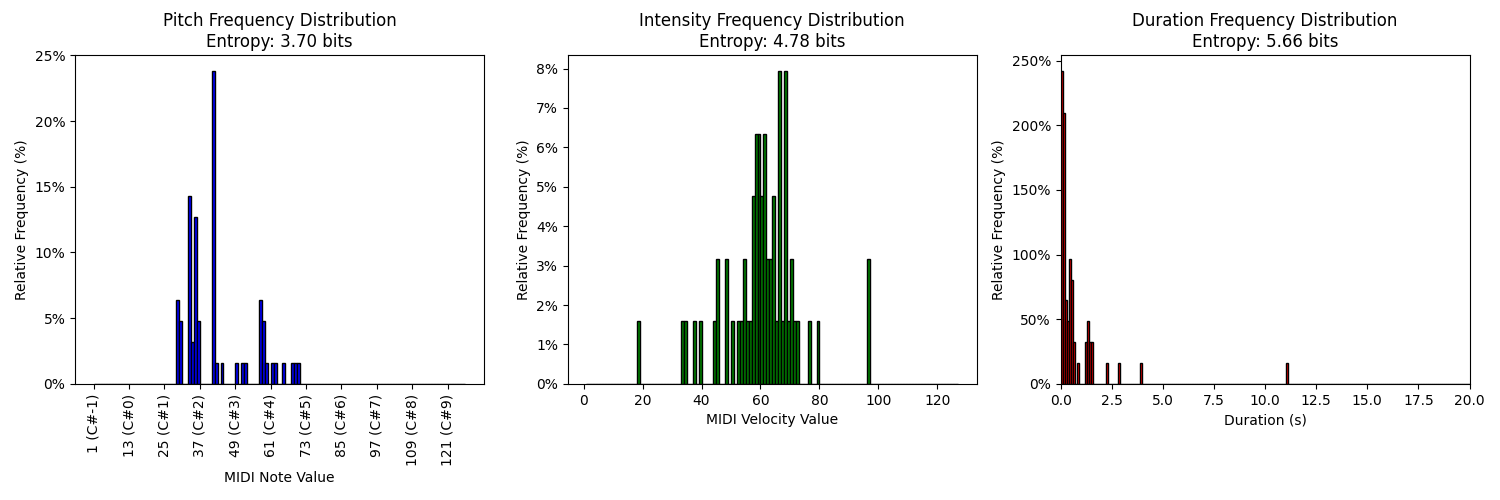 Pitch Frequency Distribution
Entropy: 3.70 bits
25%
20%
15%
10%
5%
0%
Relative Frequency (%)
1 (C#-1)
13 (C#0)
25 (C#1)
37 (C#2)
49 (C#3)
61 (C#4)
73 (C#5)
85 (C#6)
97 (C#7)
109 (C#8)
121 (C#9)
MIDI Note Value
Intensity Frequency Distribution
Entropy: 4.78 bits
8%
7%
6%
5%
4%
3%
2%
1%
0%
Relative Frequency (%)
0 20 40 60 80 100 120
MIDI Velocity Value
Duration Frequency Distribution
Entropy: 5.66 bits
250%
200%
150%
100%
50%
0%
Relative Frequency (%)
0.0 2.5 5.0 7.5 10.0 12.5 15.0 17.5 20.0
Duration (s)